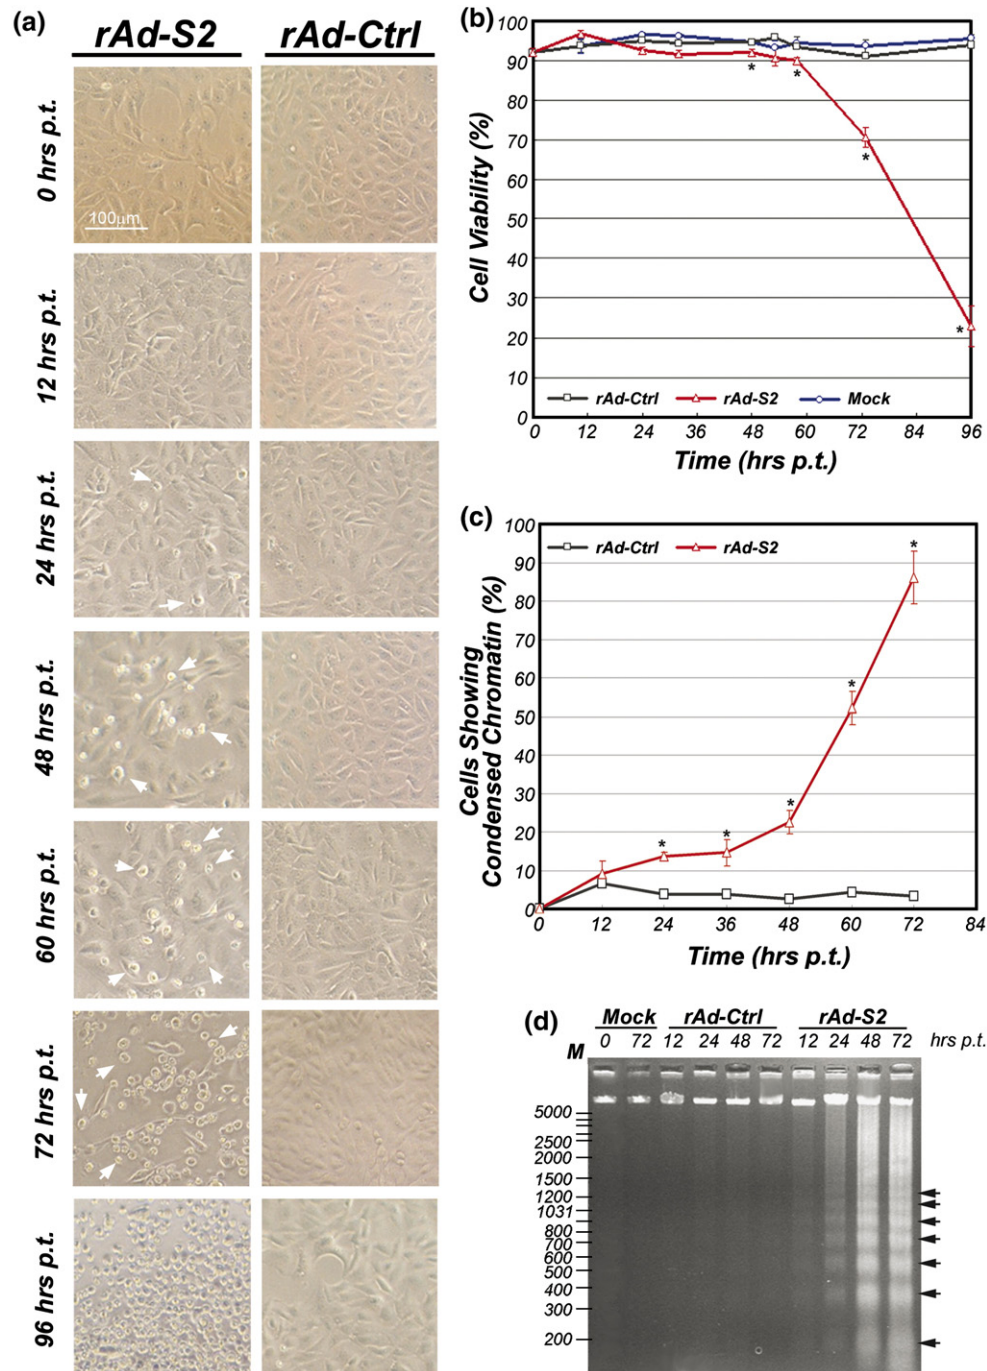 (a)
rAd-S2 rAd-Ctrl
0 hrs p.t.
100μm
12 hrs p.t.
24 hrs p.t.
48 hrs p.t.
60 hrs p.t.
72 hrs p.t.
96 hrs p.t.
(b)
Cell Viability (%)
100
90
80
70
60
50
40
30
20
10
0
* * * *
rAd-Ctrl rAd-S2 Mock
0 12 24 36 48 60 72 84 96
Time (hrs p.t.)
(c)
Cells Showing
Condensed Chromatin (%)
100
90
80
70
60
50
40
30
20
10
0
rAd-Ctrl rAd-S2
* * * * *
0 12 24 36 48 60 72 84
Time (hrs p.t.)
(d)
Mock rAd-Ctrl rAd-S2
M 0 72 12 24 48 72 12 24 48 72 hrs p.t.
5000
2500
2000
1500
1200
1031
800
700
600
500
400
300
200